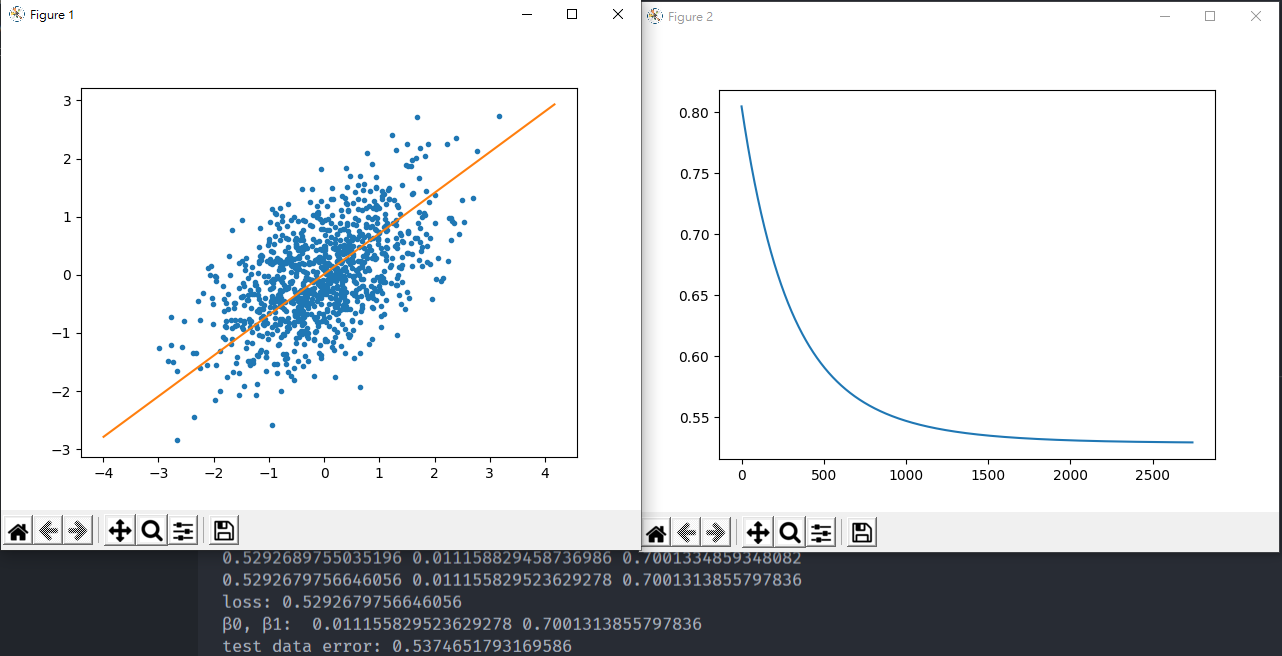 Figure 1
3
2
1
0
−1
−2
−3
−4 −3 −2 −1 0 1 2 3 4
Figure 2
0.80
0.75
0.70
0.65
0.60
0.55
0 500 1000 1500 2000 2500
0.5292689755035196 0.011158829458736986 0.7001334859348082
0.5292679756646056 0.011155829523629278 0.7001313855797836
loss: 0.5292679756646056
β0, β1:  0.011155829523629278 0.7001313855797836
test data error: 0.5374651793169586